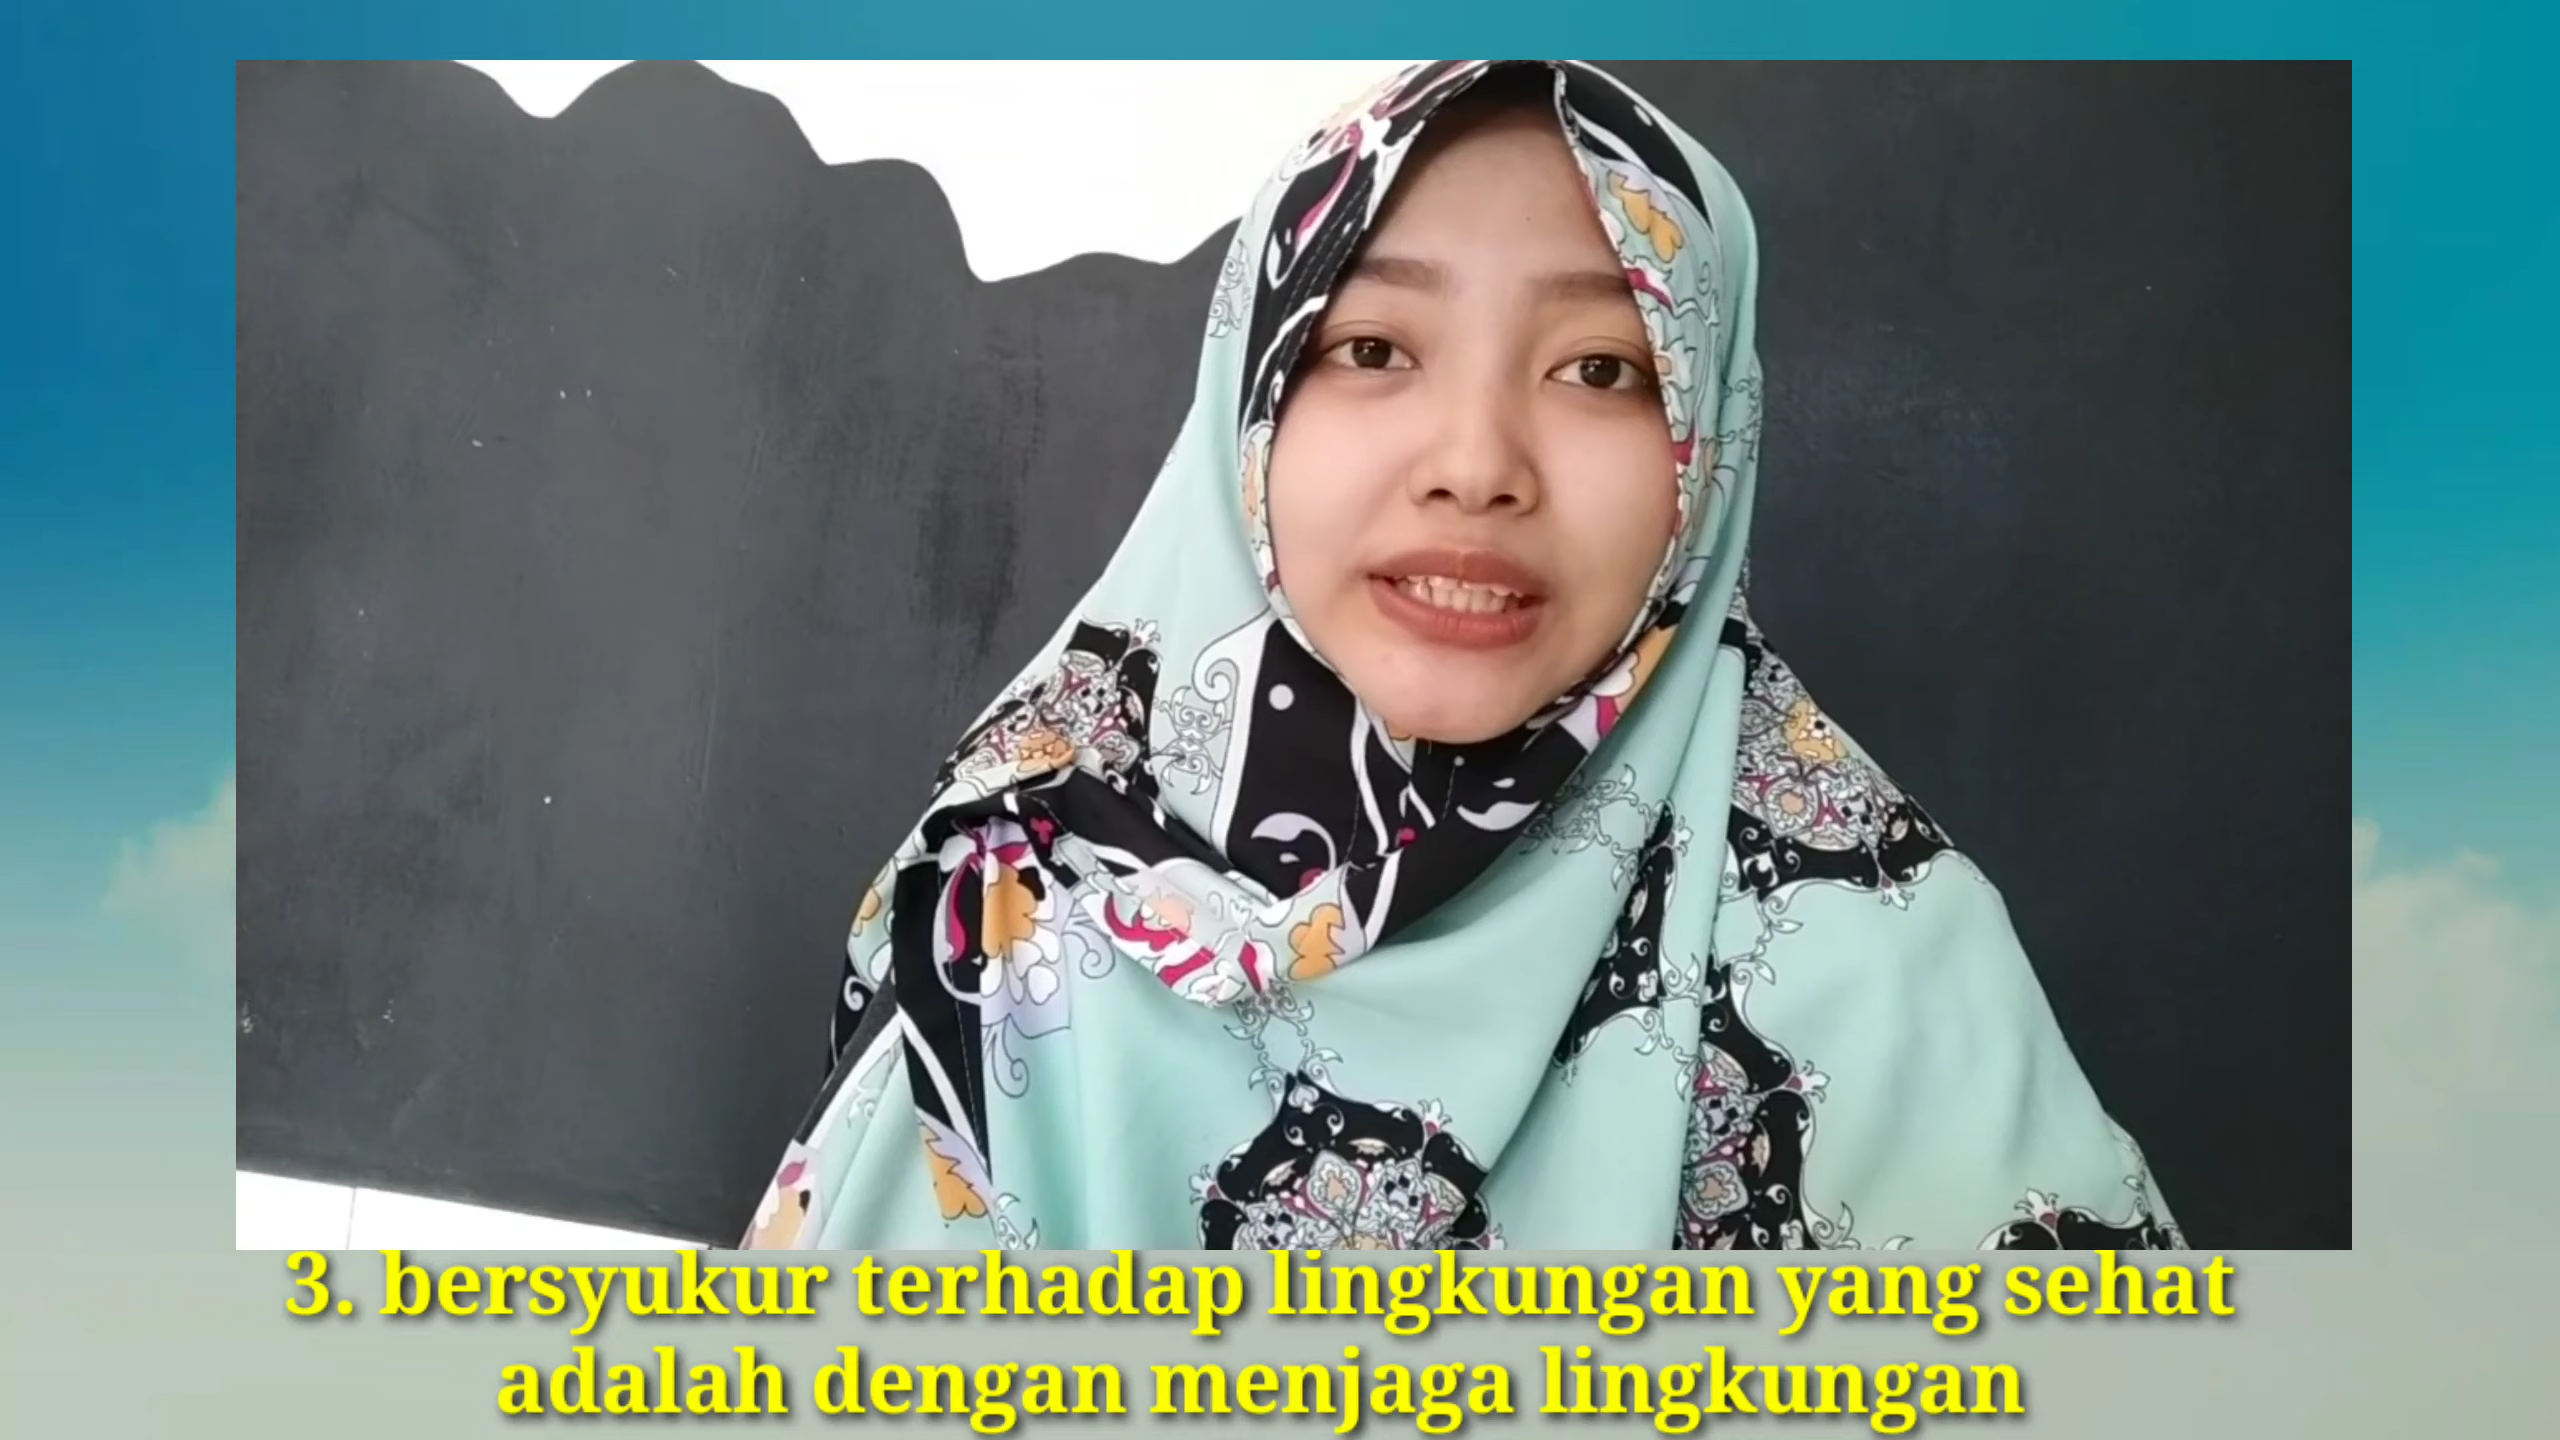 3. bersyukur terhadap lingkungan yang sehat
adalah dengan menjaga lingkungan